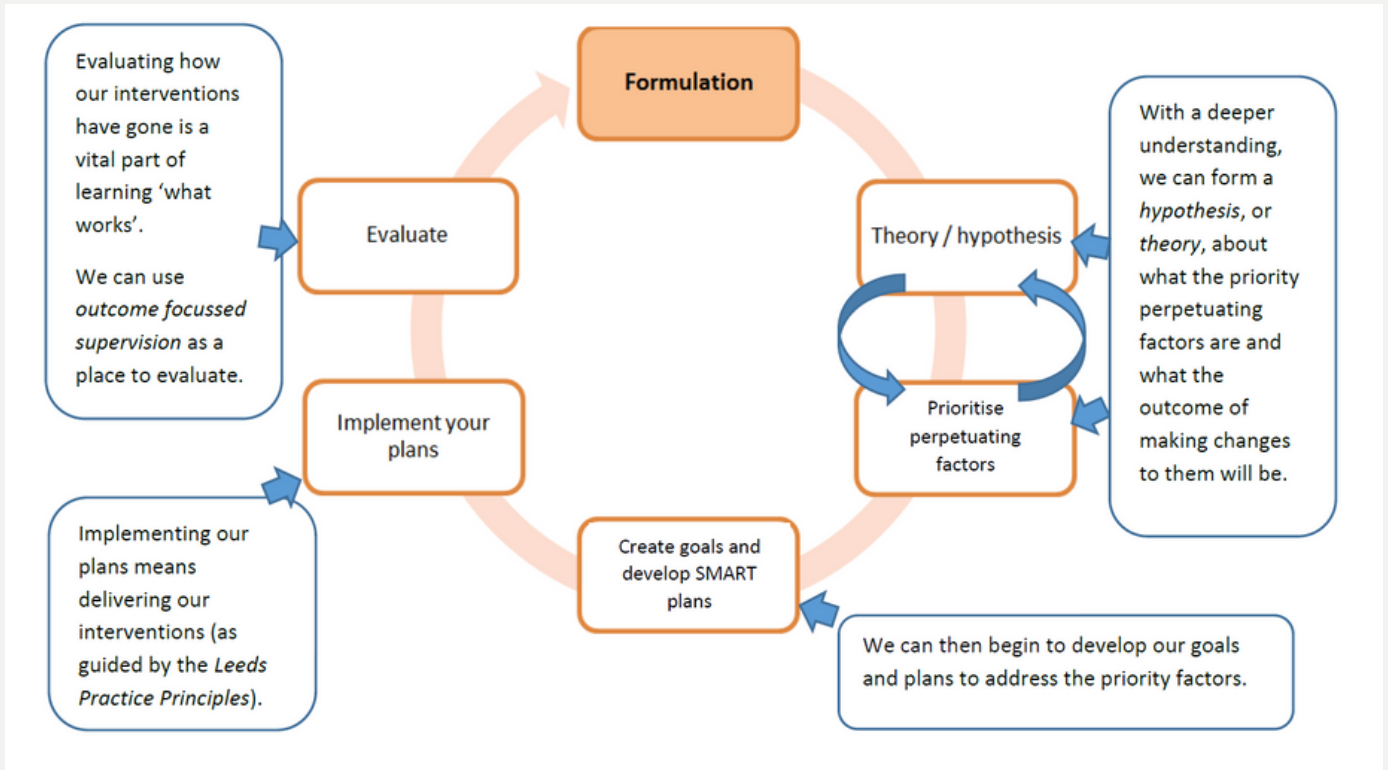 Formulation
Theory / hypothesis
With a deeper
understanding,
we can form a
hypothesis, or
theory, about
what the priority
perpetuating
factors are and
what the
outcome of
making changes
to them will be.
Prioritise
perpetuating
factors
Create goals and
develop SMART
plans
We can then begin to develop our goals
and plans to address the priority factors.
Implement your
plans
Implementing our
plans means
delivering our
interventions (as
guided by the Leeds
Practice Principles).
Evaluate
Evaluating how
our interventions
have gone is a
vital part of
learning ‘what
works’.
We can use
outcome focussed
supervision as a
place to evaluate.